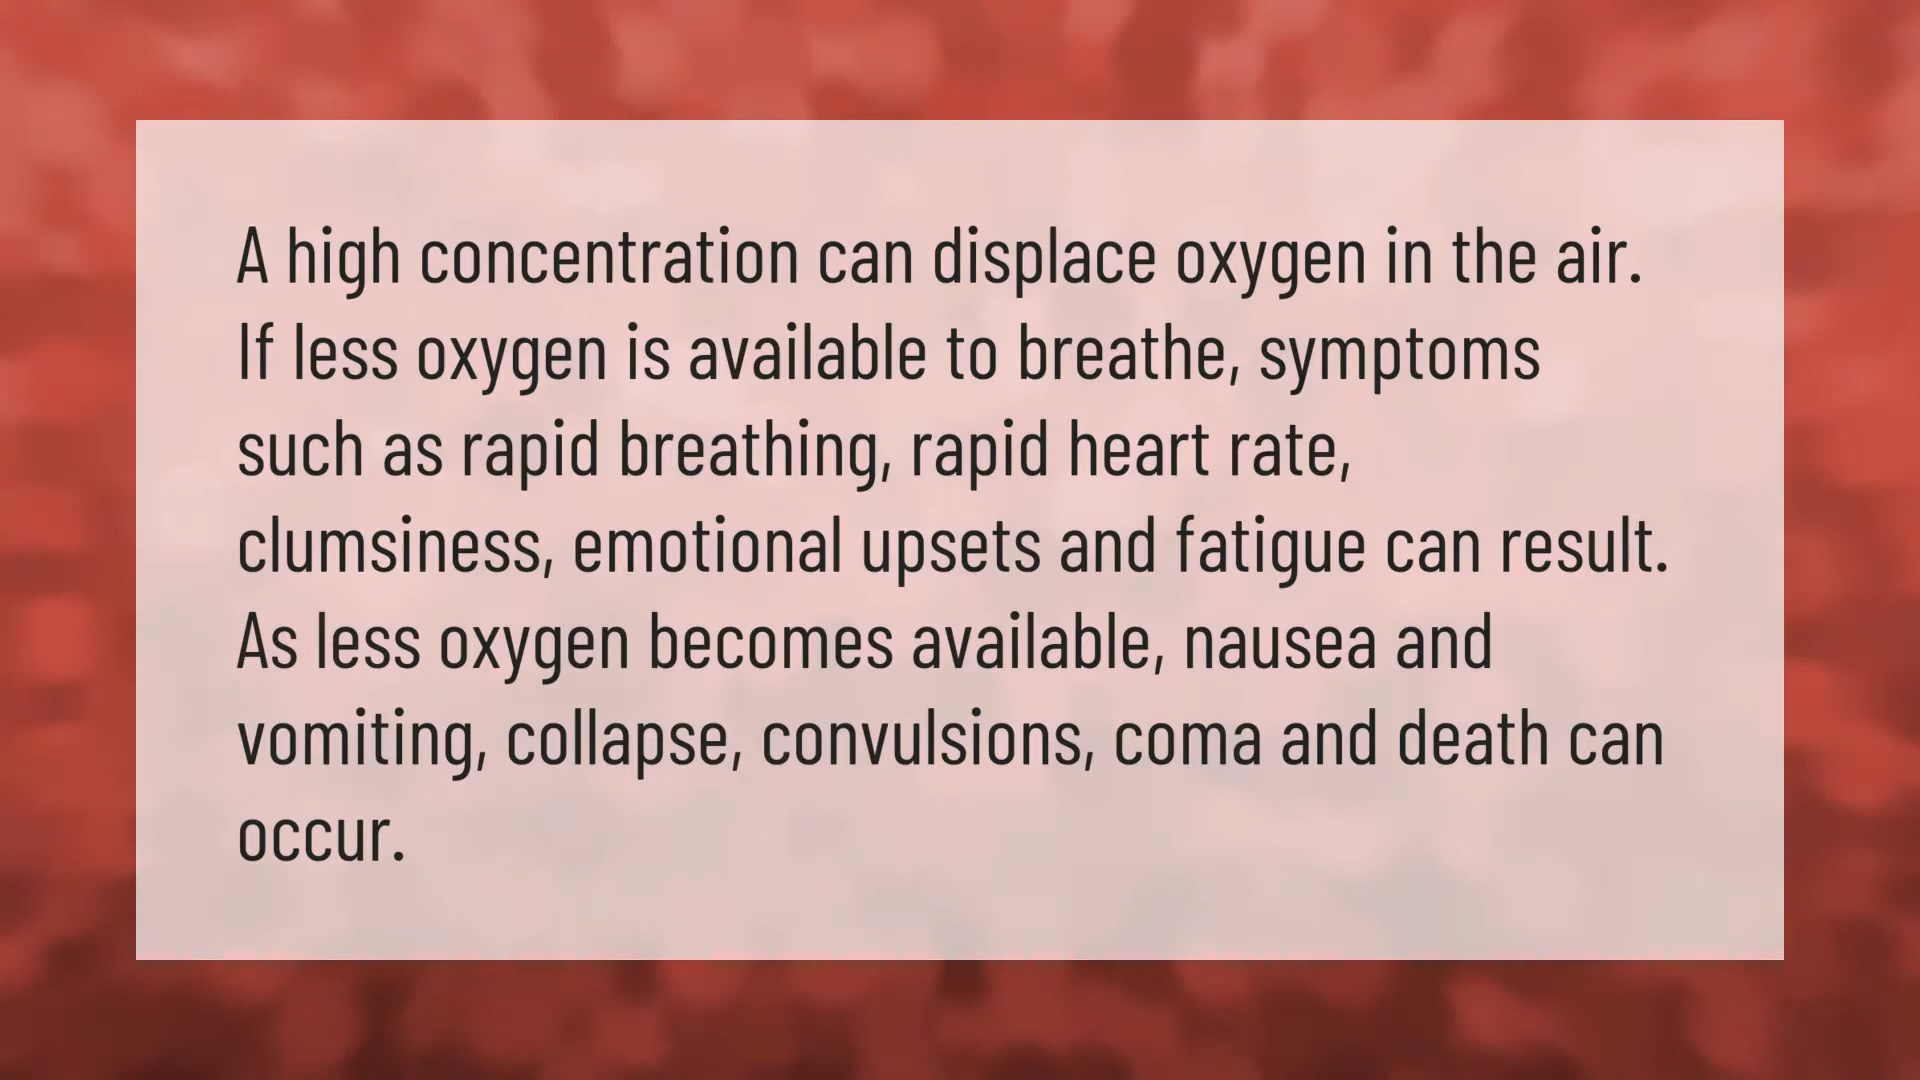 A high concentration can displace oxygen in the air.
If less oxygen is available to breathe, symptoms
such as rapid breathing, rapid heart rate,
clumsiness, emotional upsets and fatigue can result.
As less oxygen becomes available, nausea and
vomiting, collapse, convulsions, coma and death can
occur.